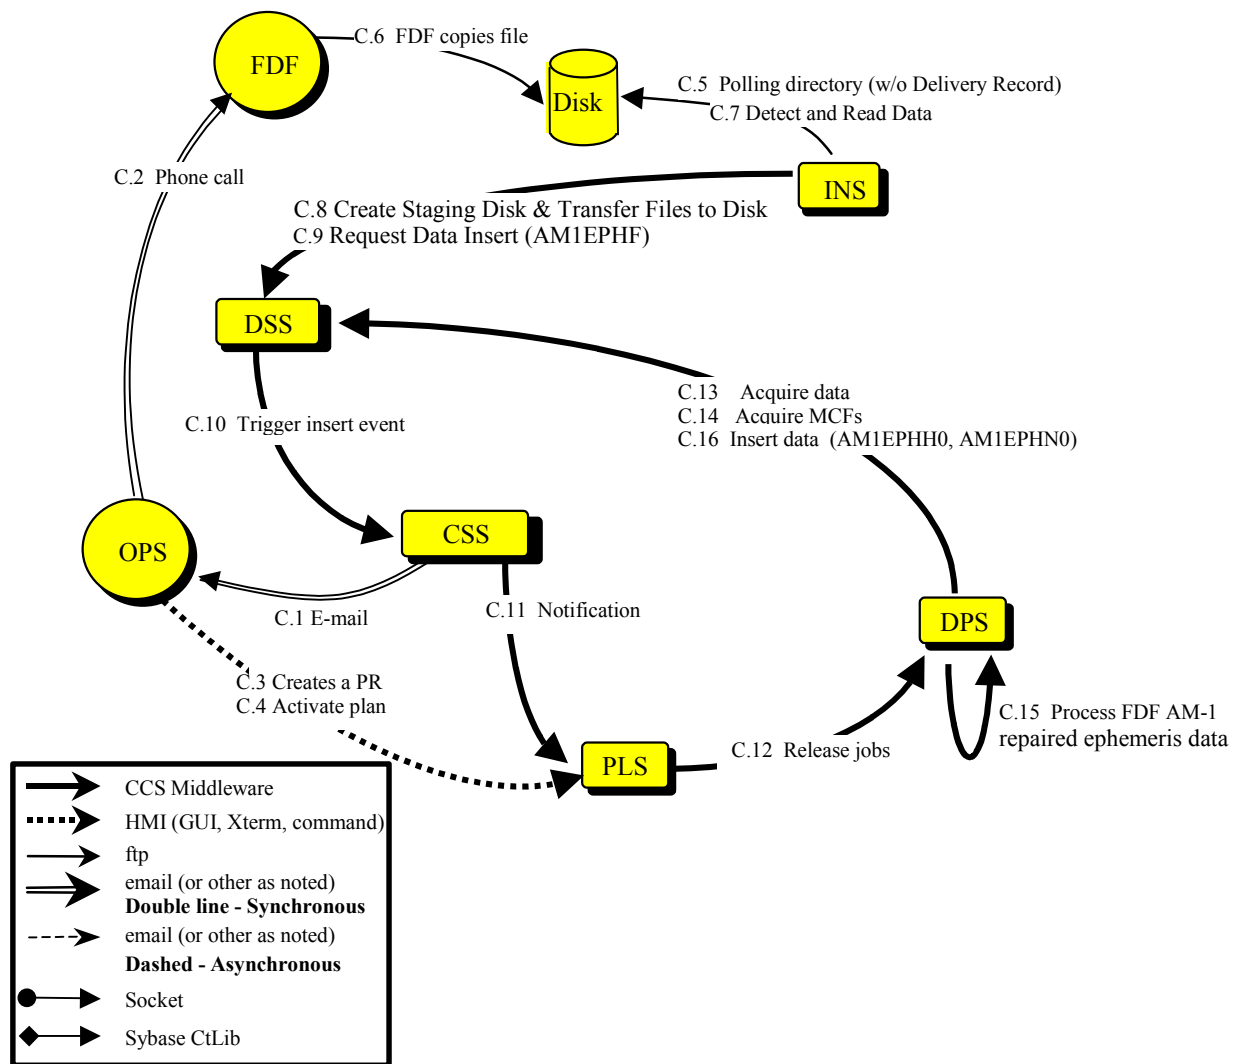 C.6 FDF copies file
FDF
C.5 Polling directory (w/o Delivery Record)
Disk
C.7 Detect and Read Data
C.2 Phone call
INS
C.8 Create Staging Disk & Transfer Files to Disk
C.9 Request Data Insert (AM1EPHF)
DSS
C.13 Acquire data
C.14 Acquire MCFs
C.16 Insert data (AM1EPHH0, AM1EPHN0)
C.10 Trigger insert event
CSS
OPS
C.1 E-mail
C.11 Notification
DPS
C.3 Creates a PR
C.4 Activate plan
C.15 Process FDF AM-1
repaired ephemeris data
C.12 Release jobs
PLS
CCS Middleware
HMI (GUI, Xterm, command)
ftp
email (or other as noted)
Double line - Synchronous
email (or other as noted)
Dashed - Asynchronous
Socket
Sybase CtLib